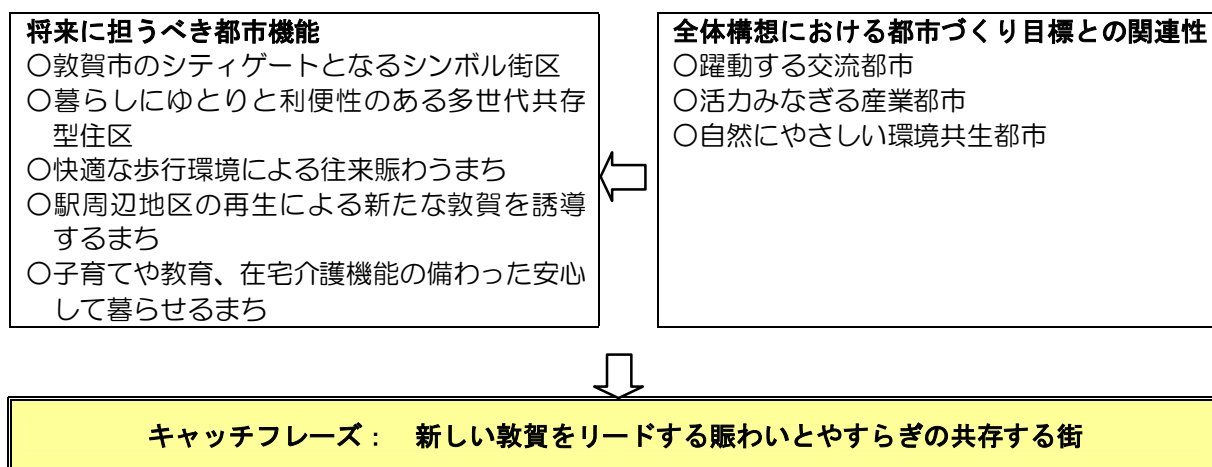 将来に担うべき都市機能
〇敦賀市のシティゲートとなるシンボル街区
〇暮らしにゆとりと利便性のある多世代共存
型住区
〇快適な歩行環境による往来賑わうまち
〇駅周辺地区の再生による新たな敦賀を誘導
するまち
〇子育てや教育、在宅介護機能の備わった安心
して暮らせるまち
全体構想における都市づくり目標との関連性
〇躍動する交流都市
〇活力みなぎる産業都市
〇自然にやさしい環境共生都市
キャッチフレーズ： 新しい敦賀をリードする賑わいとやすらぎの共存する街